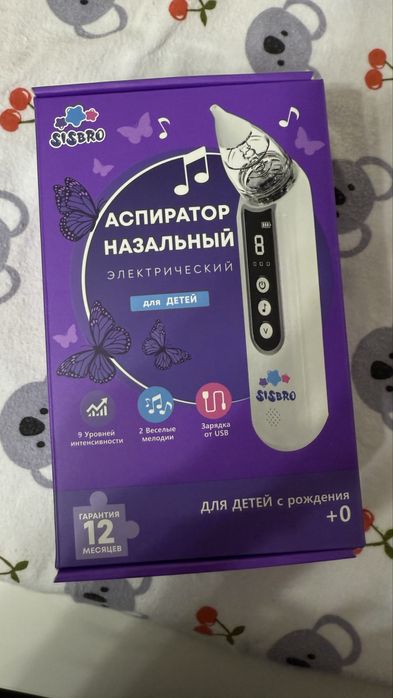 SISBRO
АСПИРАТОР
НАЗАЛЬНЫЙ
ЭЛЕКТРИЧЕСКИЙ
для ДЕТЕЙ
8
V
SISBRO
9 Уровней
интенсивности
2 Веселые
мелодии
Зарядка
от USB
ГАРАНТИЯ
12
МЕСЯЦЕВ
ДЛЯ ДЕТЕЙ с рождения
+0